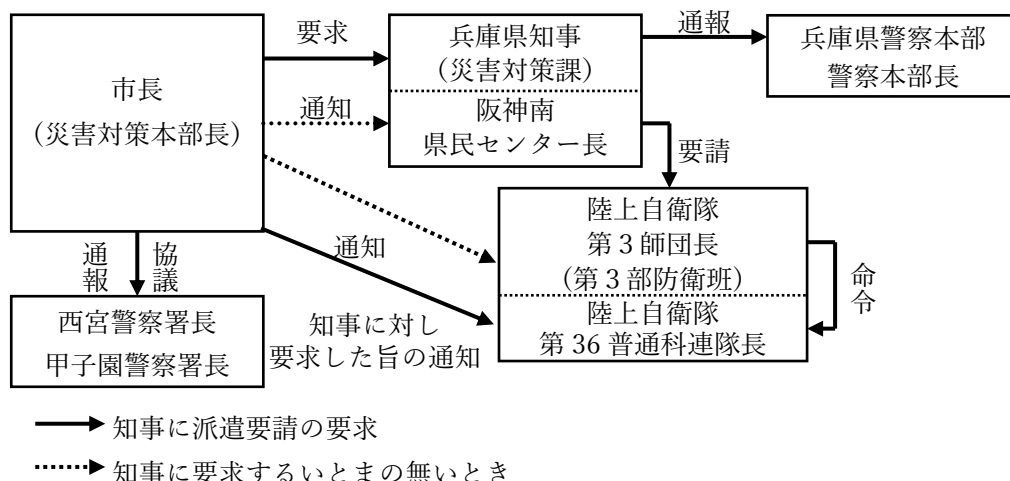 市長
（災害対策本部長）
要求
通知
兵庫県知事
（災害対策課）
阪神南
県民センター長
通報
兵庫県警察本部
警察本部長
要請
陸上自衛隊
第３師団長
（第３部防衛班）
陸上自衛隊
第 36 普通科連隊長
命令
通知
知事に対し
要求した旨の通知
通報
協議
西宮警察署長
甲子園警察署長
知事に派遣要請の要求
知事に要求するいとまの無いとき